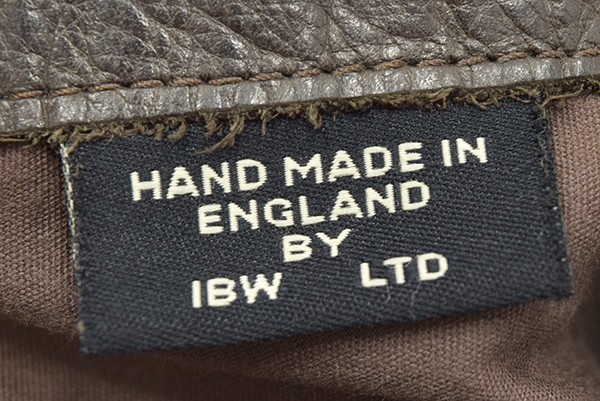 HAND MADE IN
ENGLAND
BY
IBW LTD